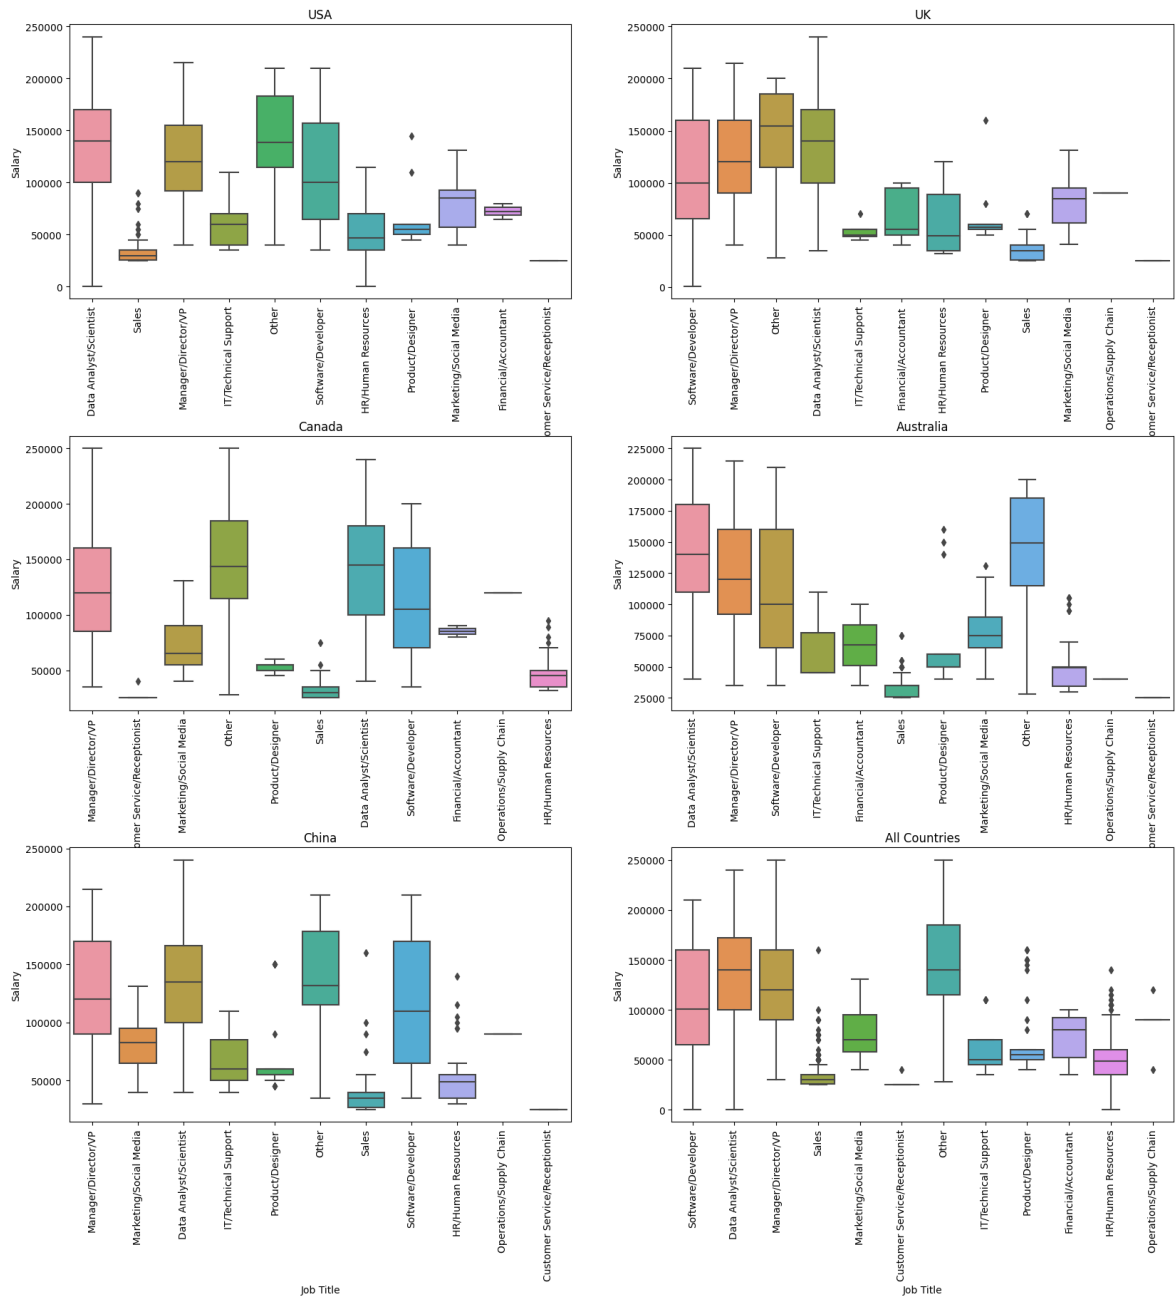 USA
250000
200000
150000
100000
50000
0
Salary
Data Analyst/Scientist
Sales
Manager/Director/VP
IT/Technical Support
Other
Software/Developer
HR/Human Resources
Product/Designer
Marketing/Social Media
Financial/Accountant
omer Service/Receptionist
UK
250000
200000
150000
100000
50000
0
Salary
Software/Developer
Manager/Director/VP
Other
Data Analyst/Scientist
IT/Technical Support
Financial/Accountant
HR/Human Resources
Product/Designer
Sales
Marketing/Social Media
Operations/Supply Chain
omer Service/Receptionist
Canada
250000
200000
150000
100000
50000
Salary
Manager/Director/VP
omer Service/Receptionist
Marketing/Social Media
Other
Product/Designer
Sales
Data Analyst/Scientist
Software/Developer
Financial/Accountant
Operations/Supply Chain
HR/Human Resources
Australia
225000
200000
175000
150000
125000
100000
75000
50000
25000
Salary
Data Analyst/Scientist
Manager/Director/VP
Software/Developer
IT/Technical Support
Financial/Accountant
Sales
Product/Designer
Marketing/Social Media
Other
HR/Human Resources
Operations/Supply Chain
omer Service/Receptionist
China
250000
200000
150000
100000
50000
Salary
Manager/Director/VP
Marketing/Social Media
Data Analyst/Scientist
IT/Technical Support
Product/Designer
Other
Sales
Software/Developer
HR/Human Resources
Operations/Supply Chain
Customer Service/Receptionist
Job Title
All Countries
250000
200000
150000
100000
50000
0
Salary
Software/Developer
Data Analyst/Scientist
Manager/Director/VP
Sales
Marketing/Social Media
Customer Service/Receptionist
Other
IT/Technical Support
Product/Designer
Financial/Accountant
HR/Human Resources
Operations/Supply Chain
Job Title